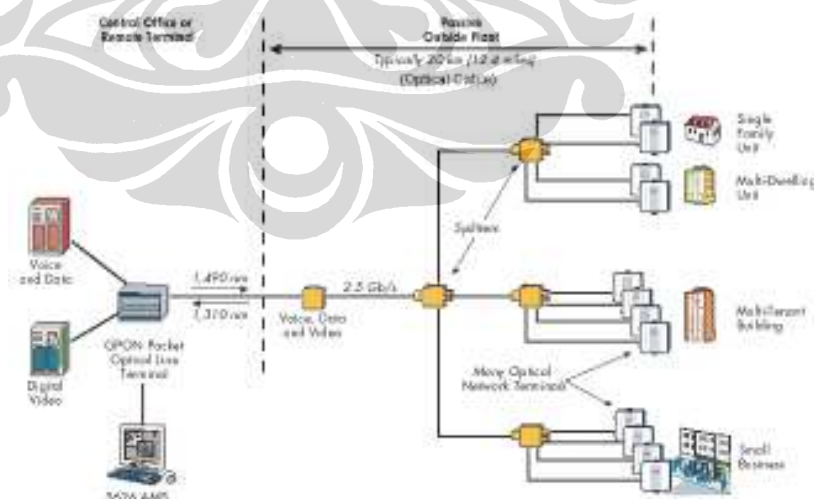 Central Office or
Remote Terminal
Passive
Outside Plant
Typically 20 km (12.4 miles)
(Optical
Single
Family
Unit
Multi-Dwelling
Unit
Splitters
Voice
and Data
1,490 nm
1,310 nm
2.5 Gb/s
Voice, Data
and Video
GPON Packet
Optical Line
Terminal
Digital
Video
Multi-Tenant
Building
Many Optical
Network Terminal
Small
Business
AMS